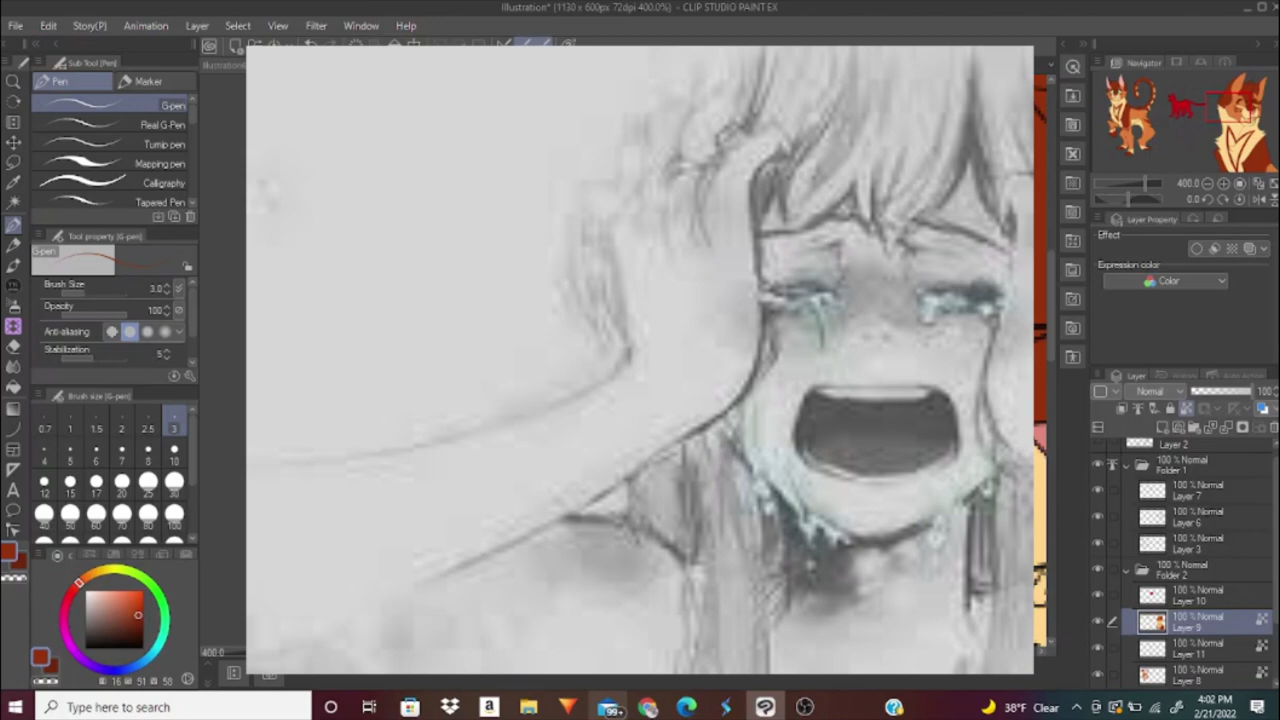 Illustration* (1130 x 600px 72dpi 400.0%) - CLIP STUDIO PAINT EX
File Edit Story(P) Animation Layer Select View Filter Window Help
Sub Tool [Pen]
Navigator
Pen Marker
G-pen
Real G-Pen
Turnip pen
Mapping pen
Calligraphy
Tapered Pen
400.0
0.0
Layer Property
Tool property [G-pen]
Effect
G-pen
Expression color
Color
Brush Size 3.0
Opacity 100
Anti-aliasing
Stabilization 5
Layer
Normal 100
Brush size
0.7 1 1.5 2 2.5 3
4 5 6 7 8 10
12 15 17 20 25 30
40 50 60 70 80 100
Layer 2
100 % Normal
Folder 1
100 % Normal
Layer 7
100 % Normal
Layer 6
100 % Normal
Layer 3
100 % Normal
Folder 2
100 % Normal
Layer 10
100 % Normal
Layer 9
100 % Normal
Layer 11
100 % Normal
Layer 8
400.0
16 51 58
Type here to search
99+
38°F Clear
4:02 PM
2/21/2022